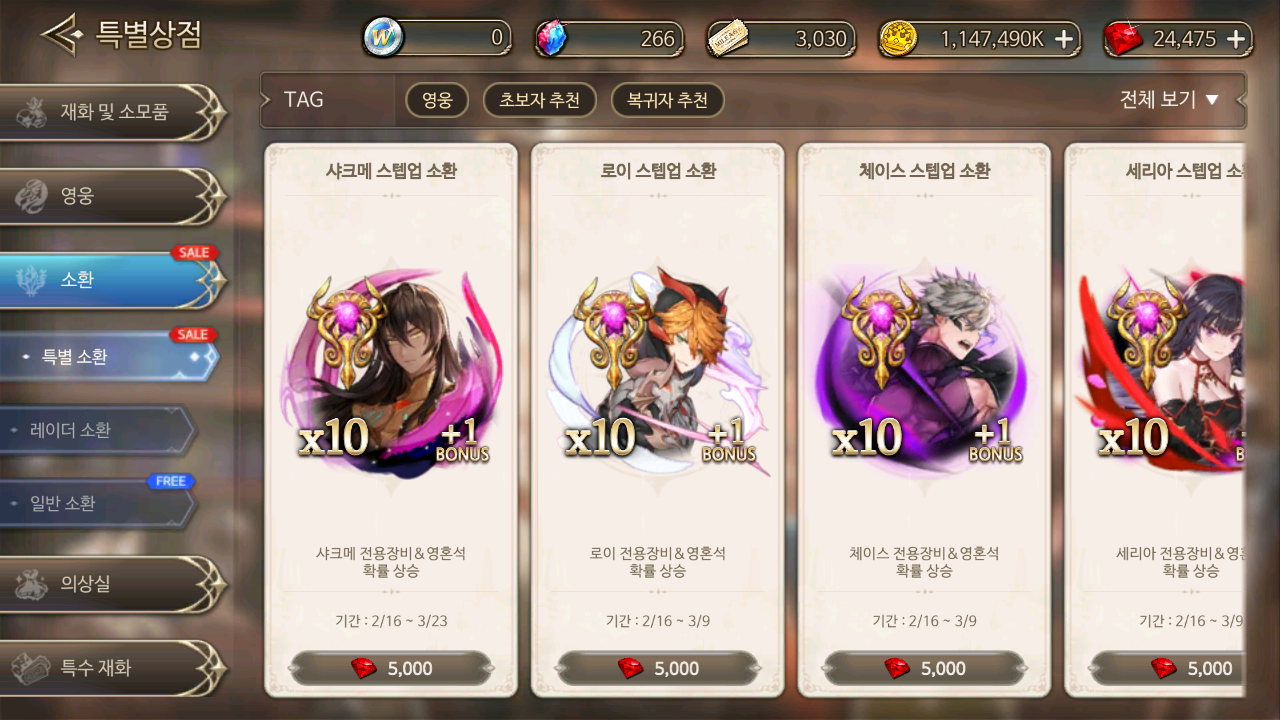 특별상점
0
266
3,030
1,147,490K
24,475
재화 및 소모품
영웅
SALE
소환
SALE
특별 소환
레이더 소환
FREE
일반 소환
의상실
특수 재화
TAG
영웅
초보자 추천
복귀자 추천
전체 보기
샤크메 스텝업 소환
x10
+1
BONUS
샤크메 전용장비&영혼석
확률 상승
기간 : 2/16 ~ 3/23
5,000
로이 스텝업 소환
x10
+1
BONUS
로이 전용장비&영혼석
확률 상승
기간 : 2/16 ~ 3/9
5,000
체이스 스텝업 소환
x10
+1
BONUS
체이스 전용장비&영혼석
확률 상승
기간 : 2/16 ~ 3/9
5,000
세리아 스텝업
x10
세리아 전용장비&영혼
확률 상승
기간 : 2/16 ~ 3/9
5,000